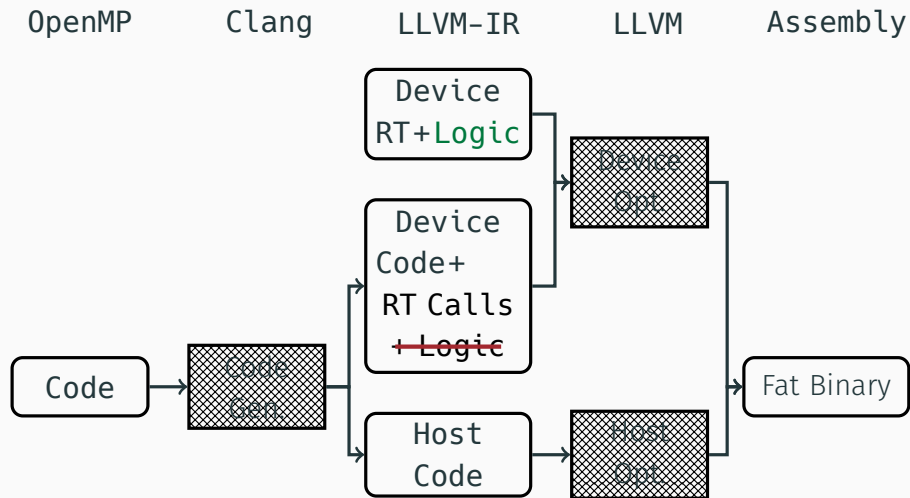 OpenMP Clang LLVM-IR LLVM Assembly
Device
RT+Logic
Device
Opt.
Device
Code+
RT Calls
+ Logic
Code
Code
Gen.
Fat Binary
Host
Code
Host
Opt.